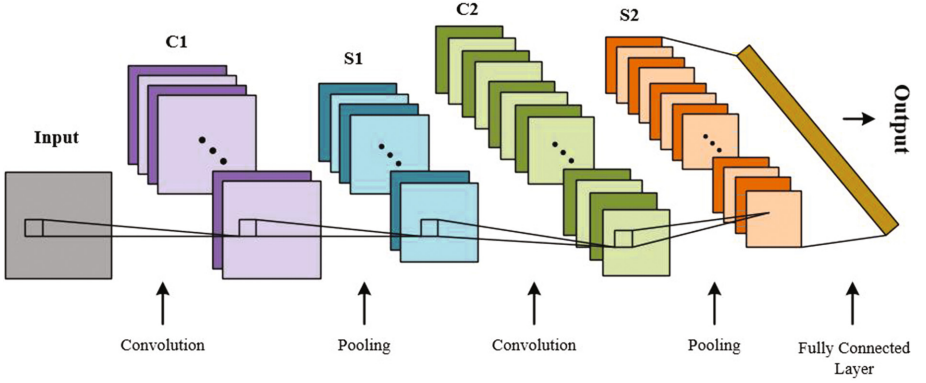 C2
S2
C1
S1
Input
Output
Convolution
Pooling
Convolution
Pooling
Fully Connected
Layer